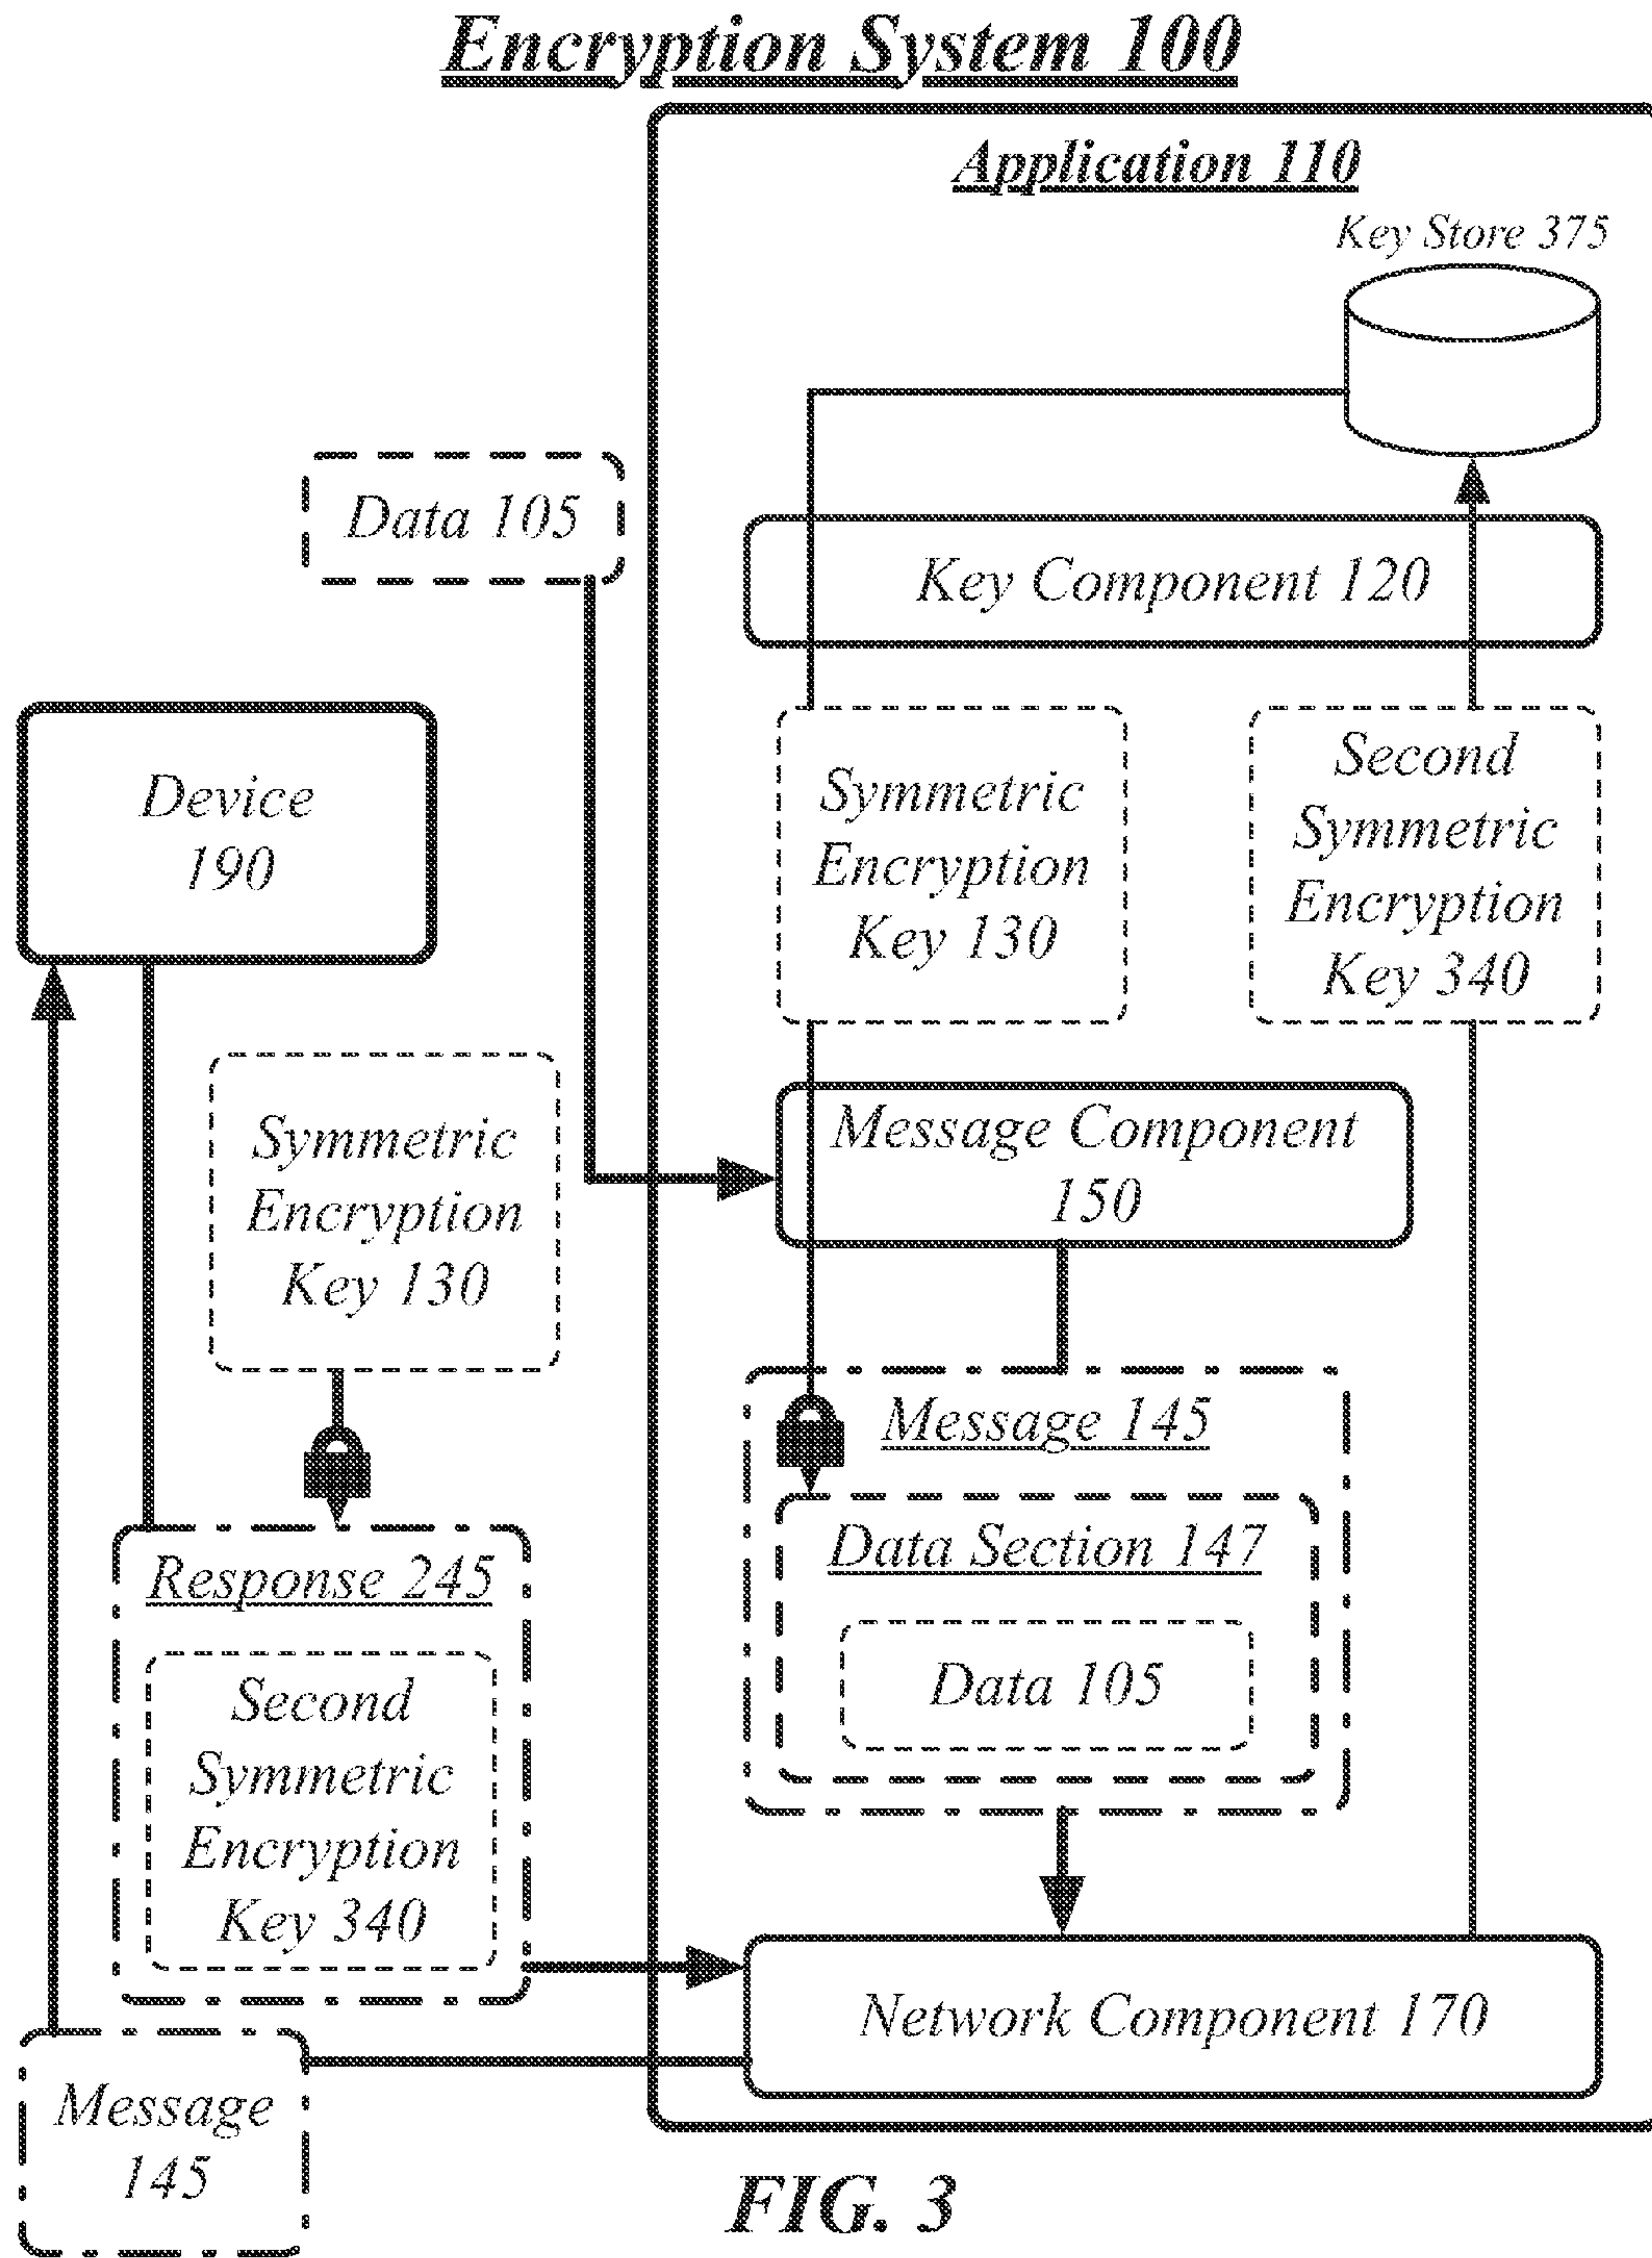 Encryption System 100
Application 110
Key Store 375
Data 105
Key Component 120
Device
190
Symmetric
Encryption
Key 130
Second
Symmetric
Encryption
Key 340
Symmetric
Encryption
Key 130
Message Component
150
Message 145
Data Section 147
Data 105
Response 245
Second
Symmetric
Encryption
Key 340
Network Component 170
Message
145
FIG. 3